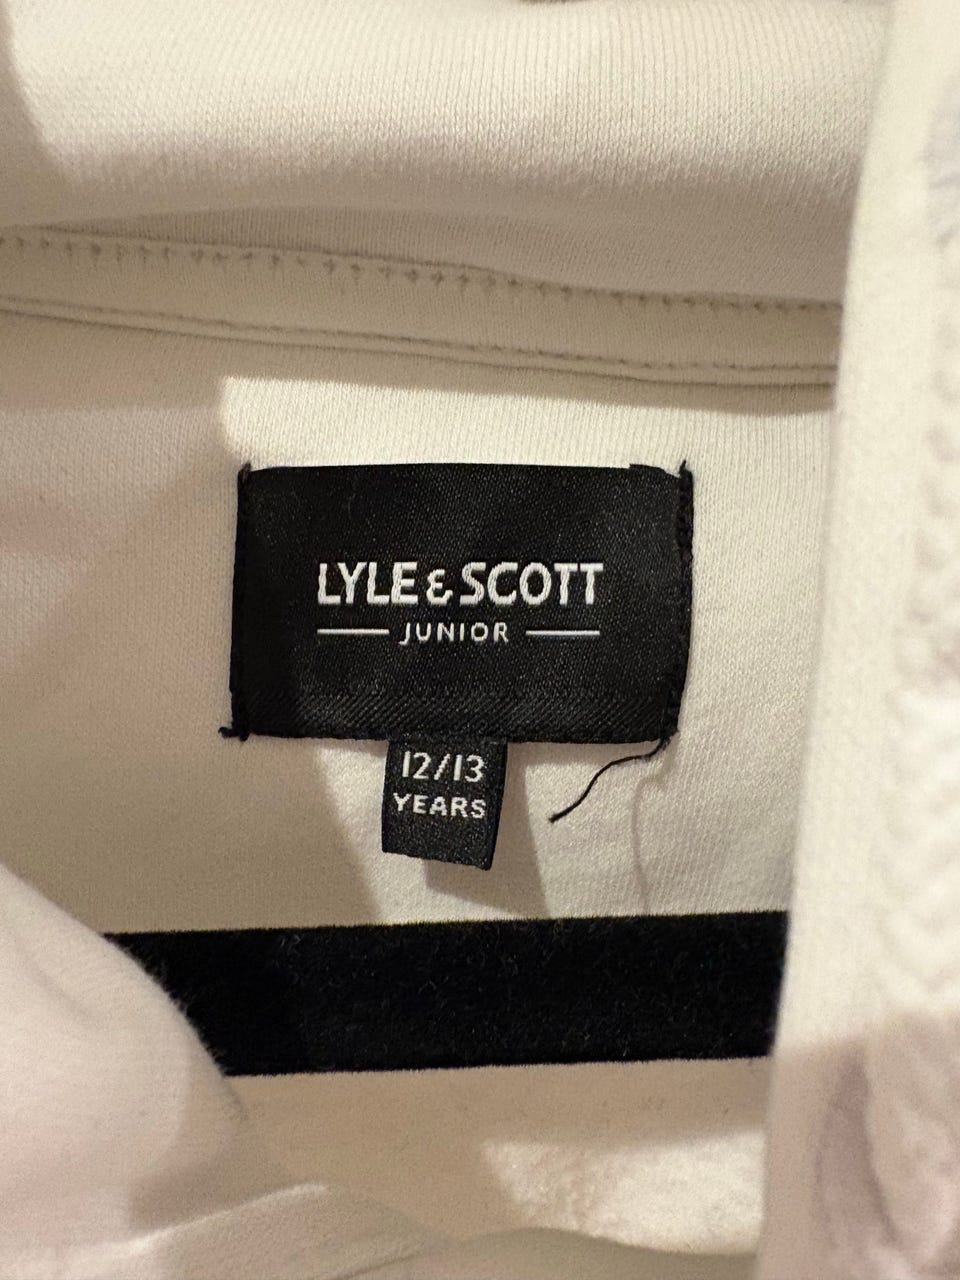 LYLE & SCOTT
JUNIOR
12/13
YEARS